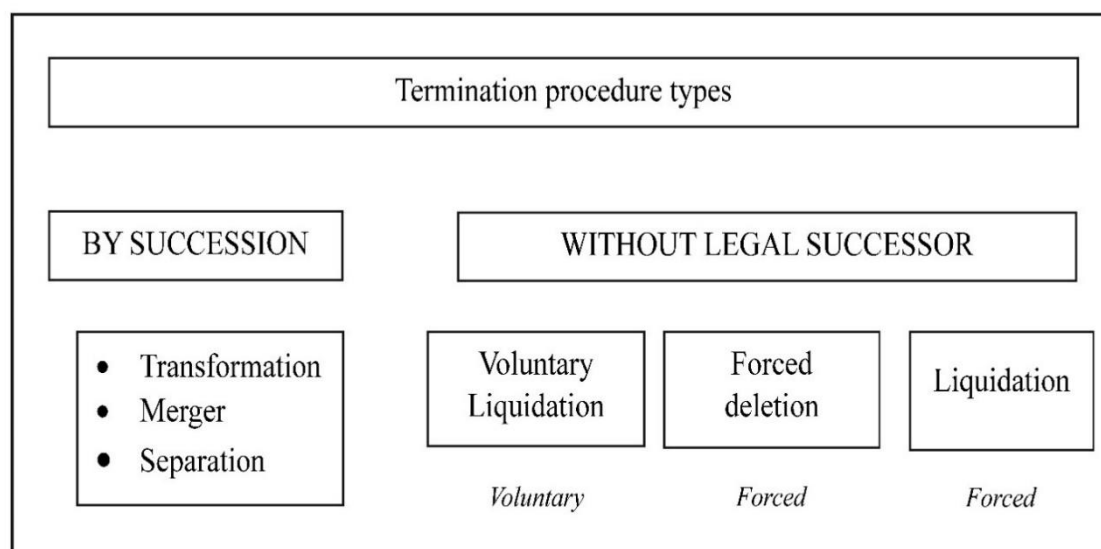 Termination procedure types
BY SUCCESSION
WITHOUT LEGAL SUCCESSOR
• Transformation
• Merger
• Separation
Voluntary
Liquidation
Forced
deletion
Liquidation
Voluntary
Forced
Forced